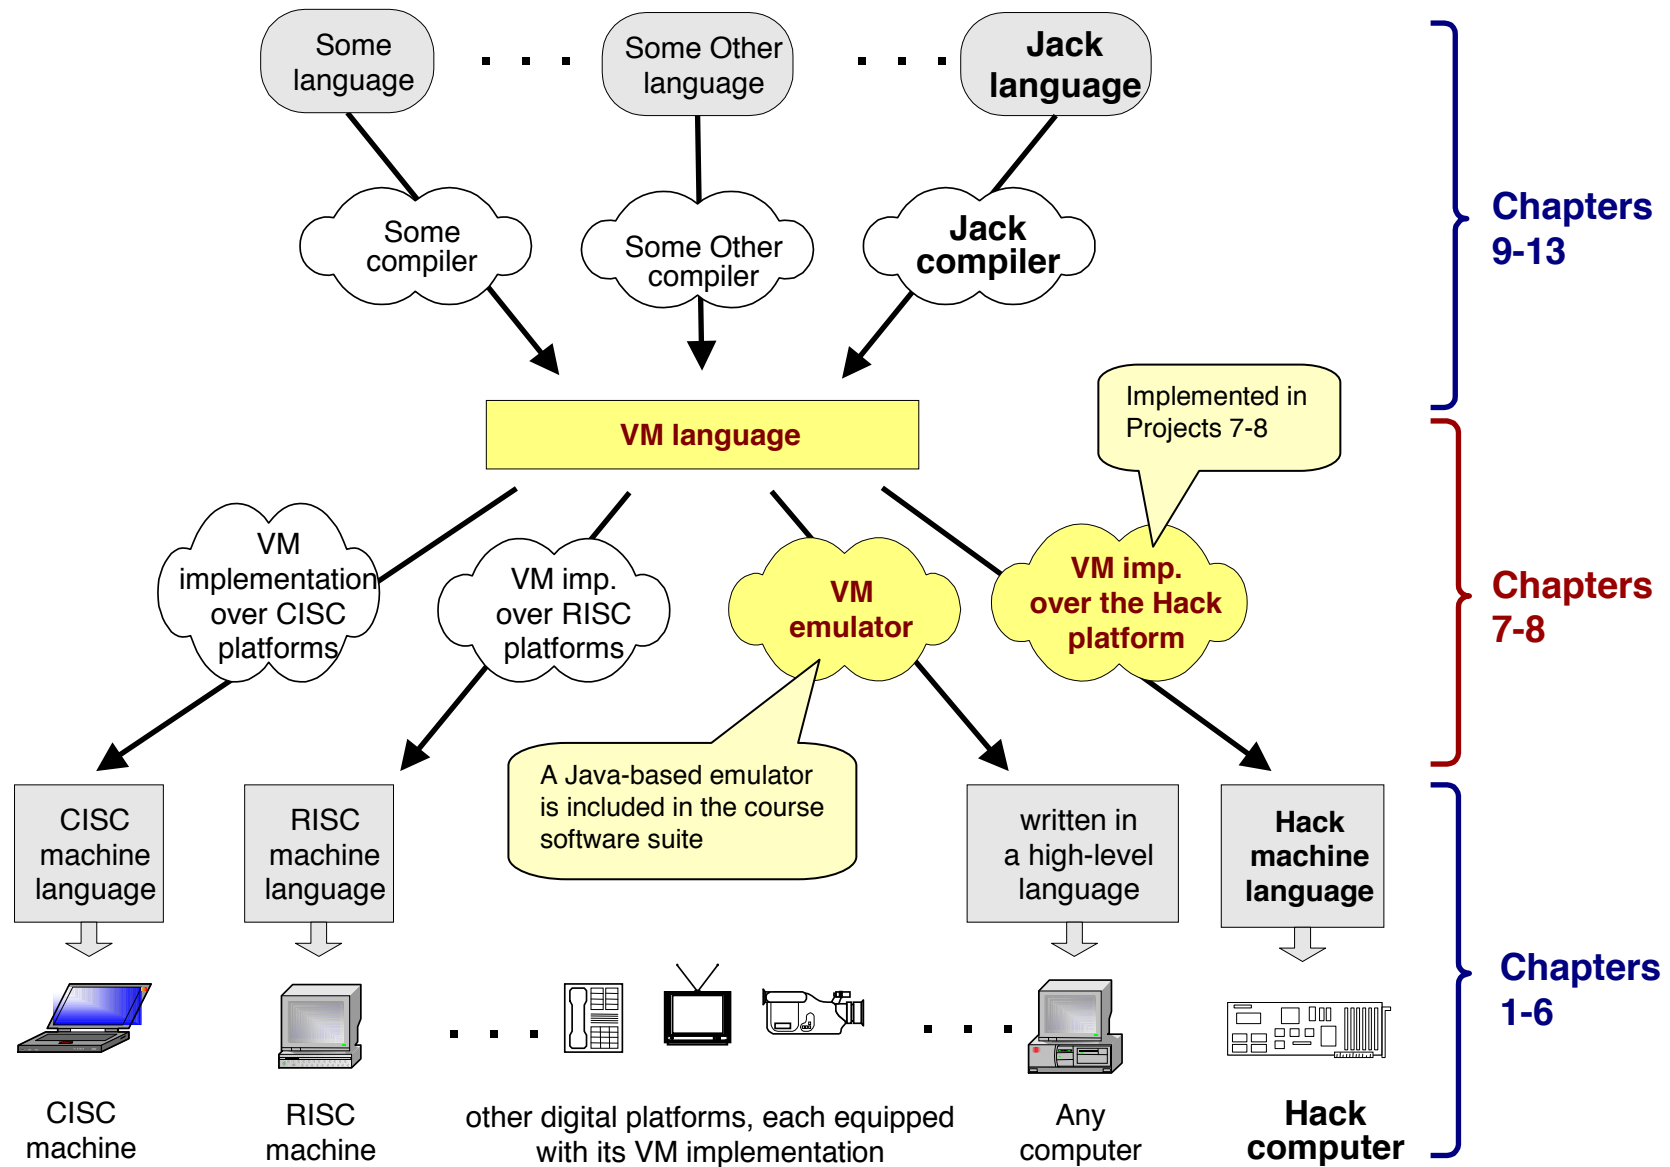 Some
language
Some Other
language
Jack
language
Some
compiler
Some Other
compiler
Jack
compiler
Chapters
9-13
VM language
Implemented in
Projects 7-8
VM
implementation
over CISC
platforms
VM imp.
over RISC
platforms
VM
emulator
VM imp.
over the Hack
platform
Chapters
7-8
A Java-based emulator
is included in the course
software suite
CISC
machine
language
RISC
machine
language
written in
a high-level
language
Hack
machine
language
Chapters
1-6
CISC
machine
RISC
machine
other digital platforms, each equipped
with its VM implementation
Any
computer
Hack
computer